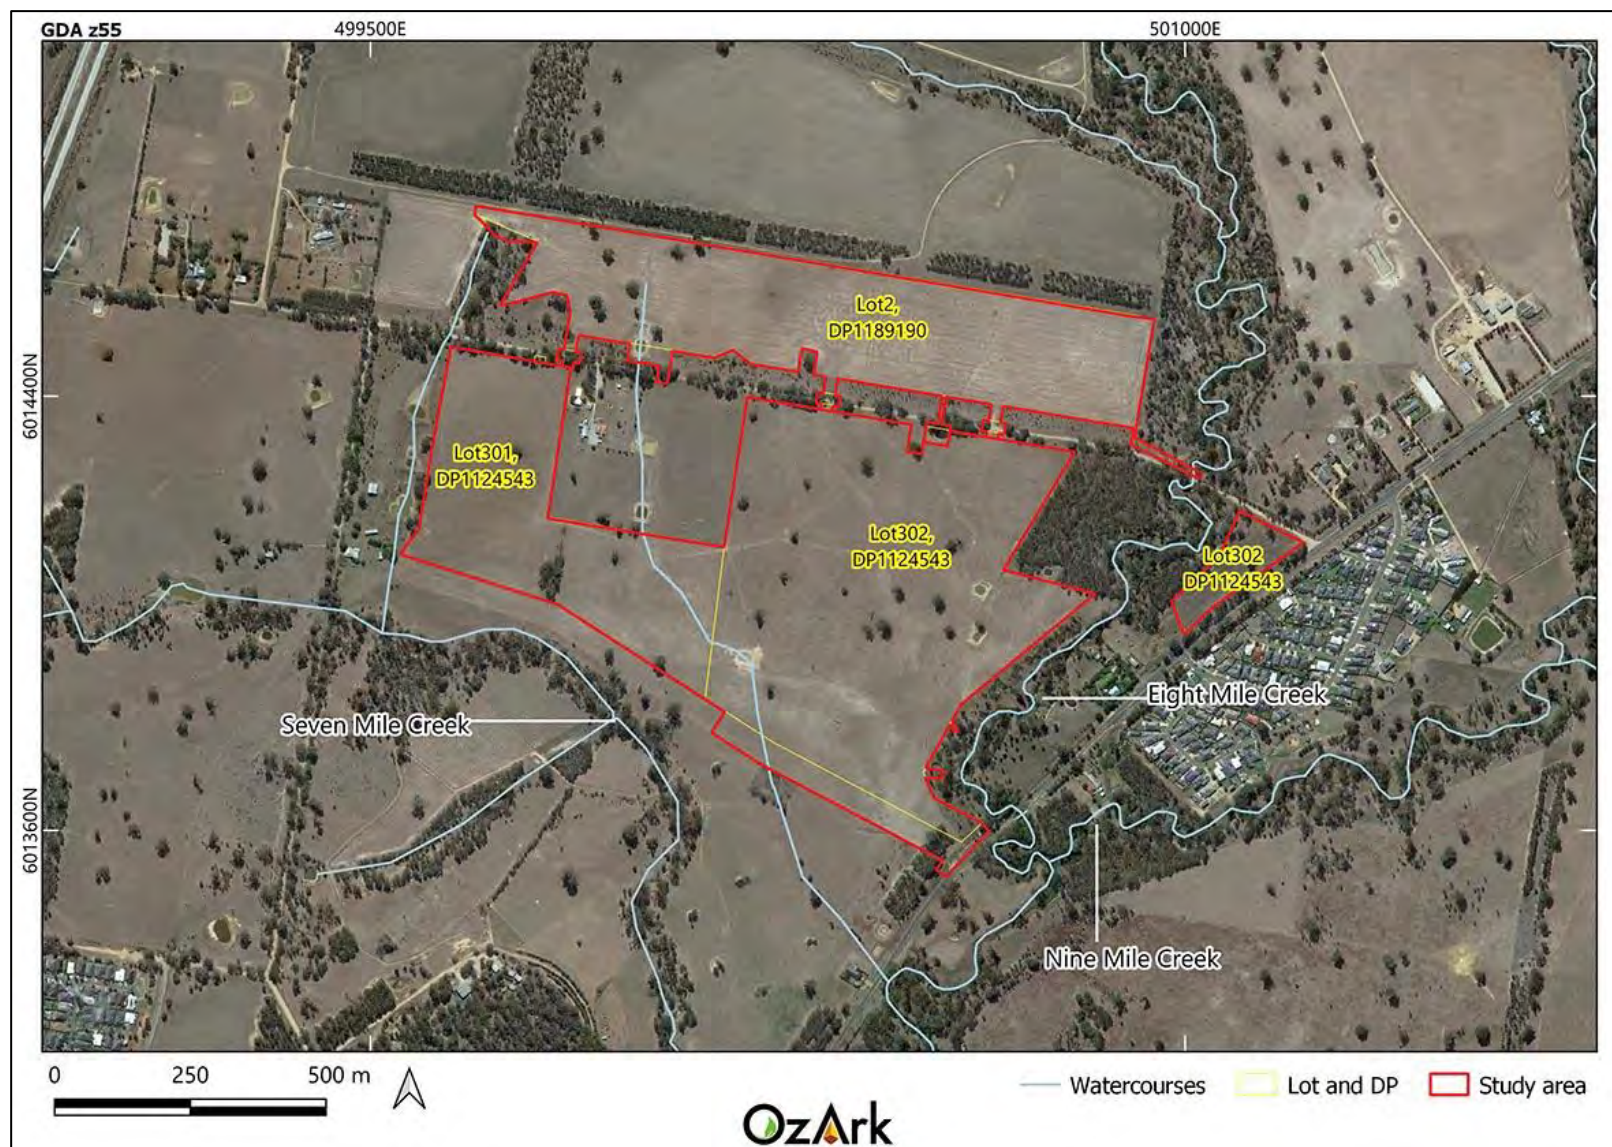 GDA z55
499500E
501000E
6014400N
6013600N
Lot2,
DP1189190
Lot301,
DP1124543
Lot302,
DP1124543
Lot302
DP1124543
Seven Mile Creek
Eight Mile Creek
Nine Mile Creek
0 250 500 m
Watercourses
Lot and DP
Study area
OzArk